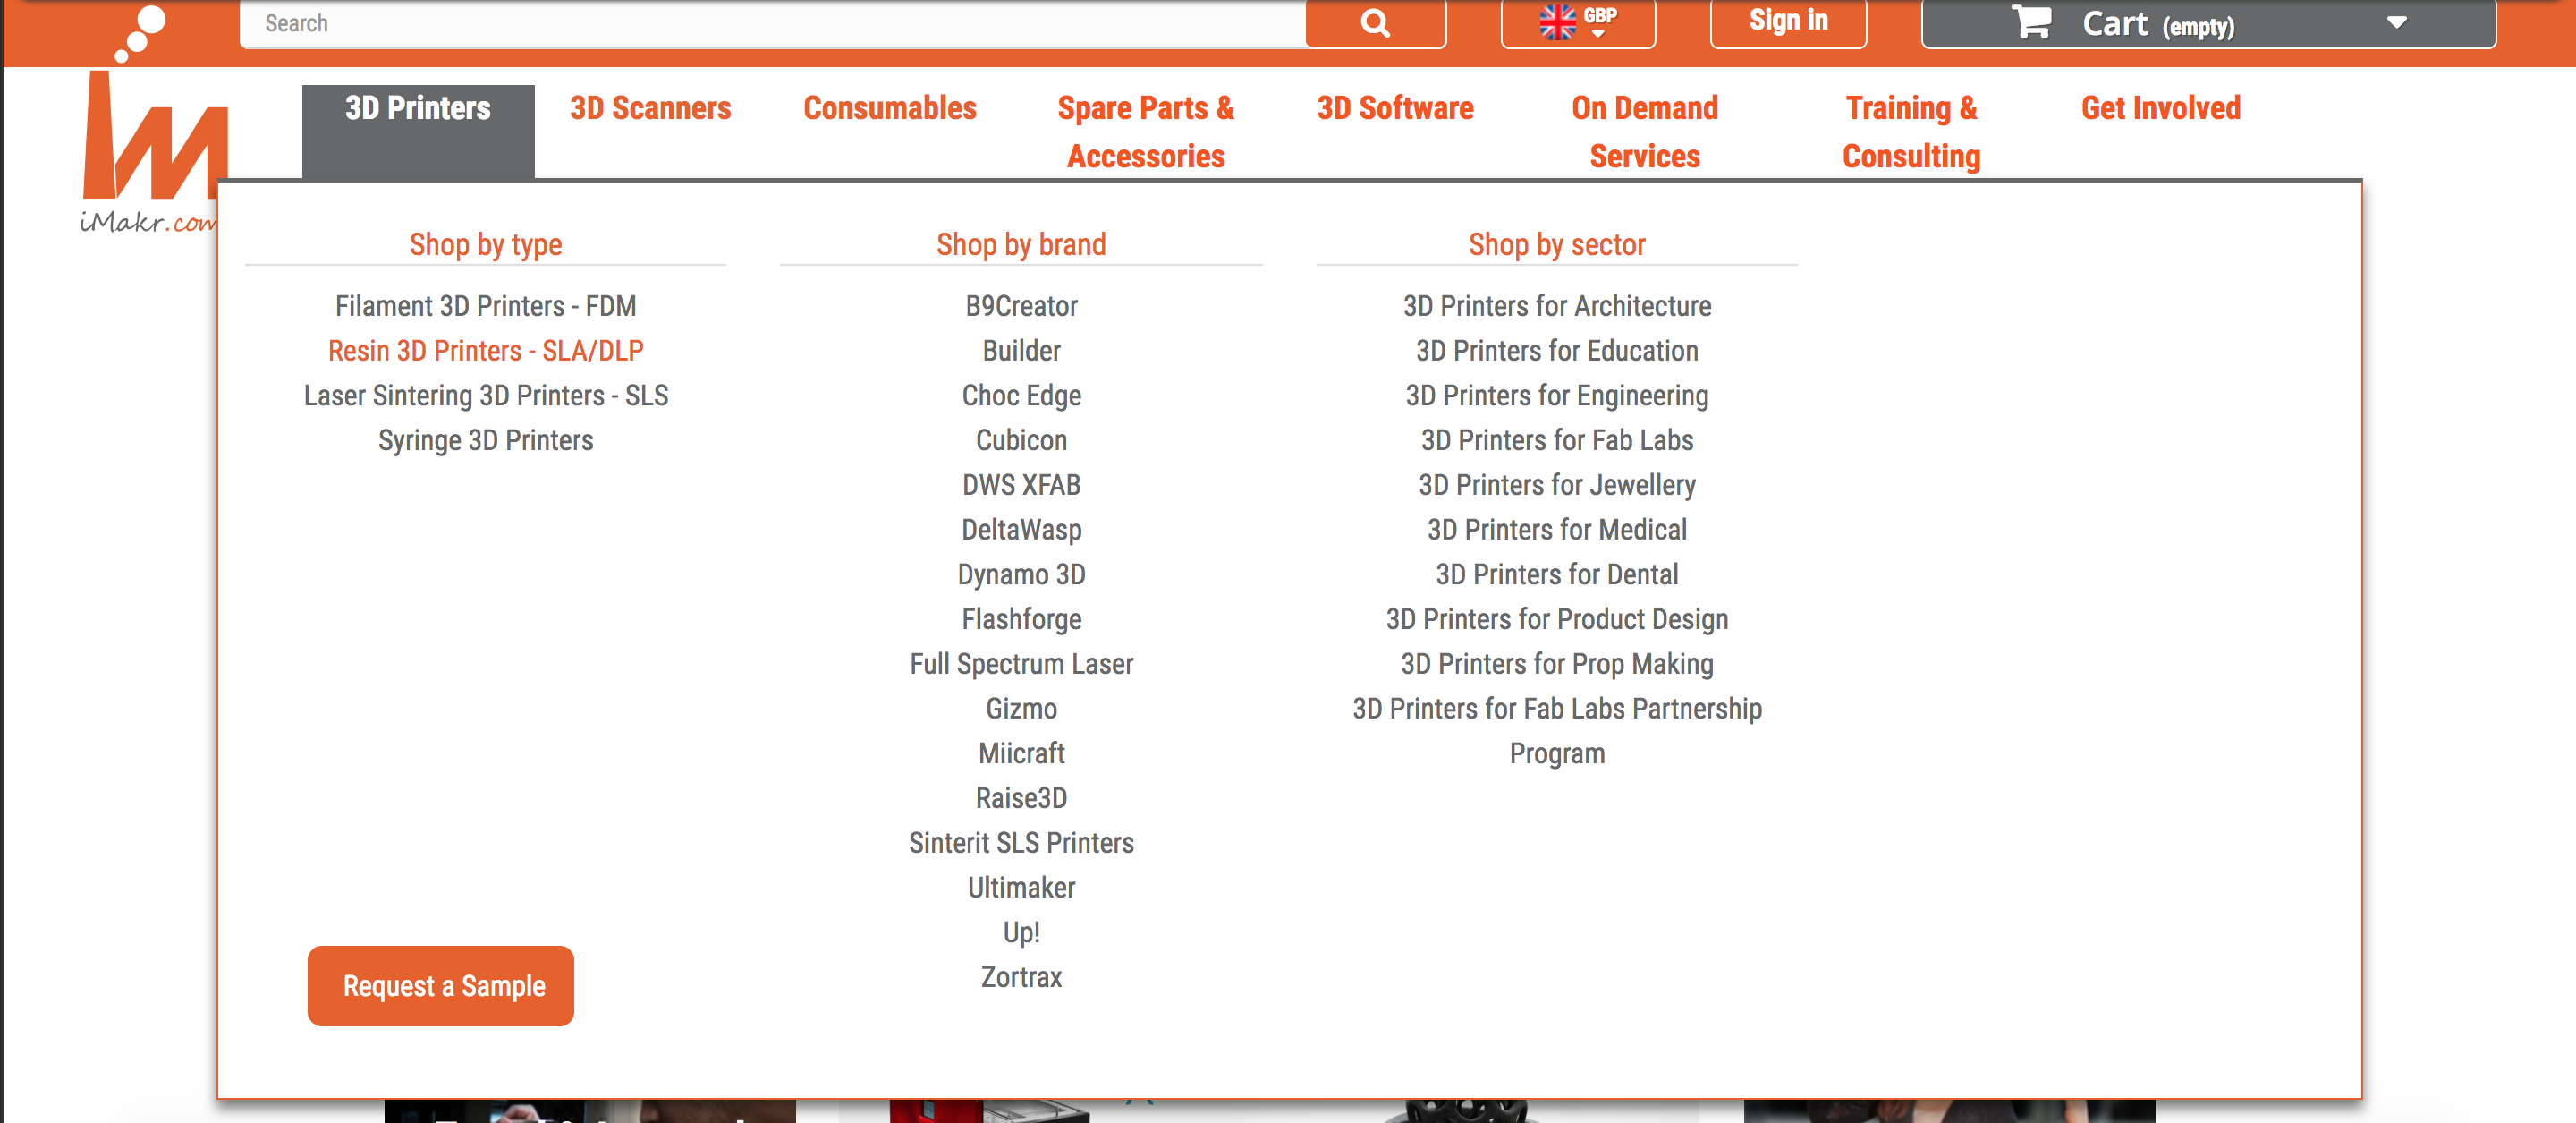 Search
GBP
Sign in
Cart (empty)
3D Printers
3D Scanners
Consumables
Spare Parts &
Accessories
3D Software
On Demand
Services
Training &
Consulting
Get Involved
iMakr.com
Shop by type
Filament 3D Printers - FDM
Resin 3D Printers - SLA/DLP
Laser Sintering 3D Printers - SLS
Syringe 3D Printers
Request a Sample
Shop by brand
B9Creator
Builder
Choc Edge
Cubicon
DWS XFAB
DeltaWasp
Dynamo 3D
Flashforge
Full Spectrum Laser
Gizmo
Miicraft
Raise3D
Sinterit SLS Printers
Ultimaker
Up!
Zortrax
Shop by sector
3D Printers for Architecture
3D Printers for Education
3D Printers for Engineering
3D Printers for Fab Labs
3D Printers for Jewellery
3D Printers for Medical
3D Printers for Dental
3D Printers for Product Design
3D Printers for Prop Making
3D Printers for Fab Labs Partnership
Program